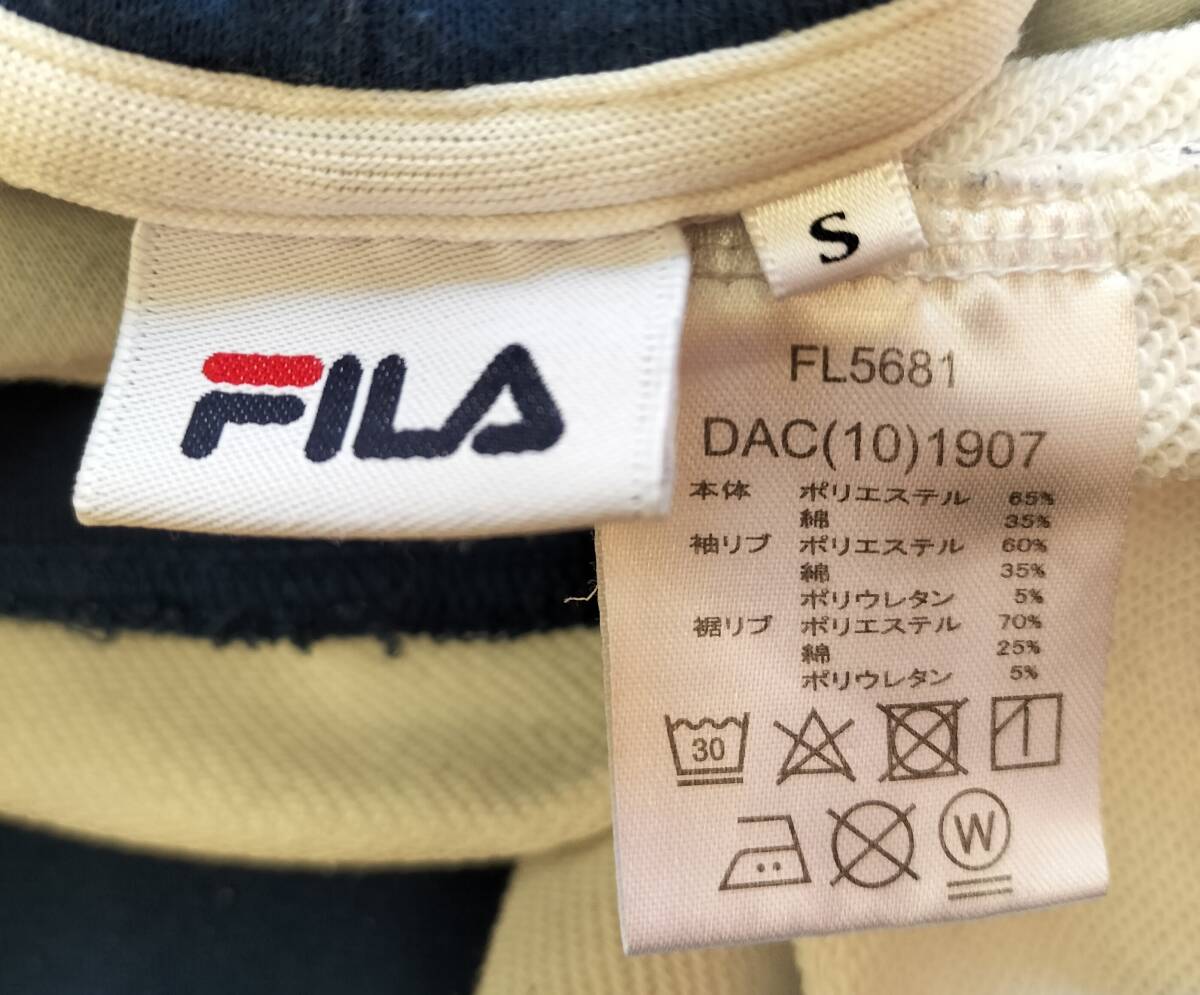 FILA
S
FL5681
DAC(10)1907
本体 ポリエステル 65%
綿 35%
袖リブ ポリエステル 60%
綿 35%
ポリウレタン 5%
裾リブ ポリエステル 70%
綿 25%
ポリウレタン 5%
30
W